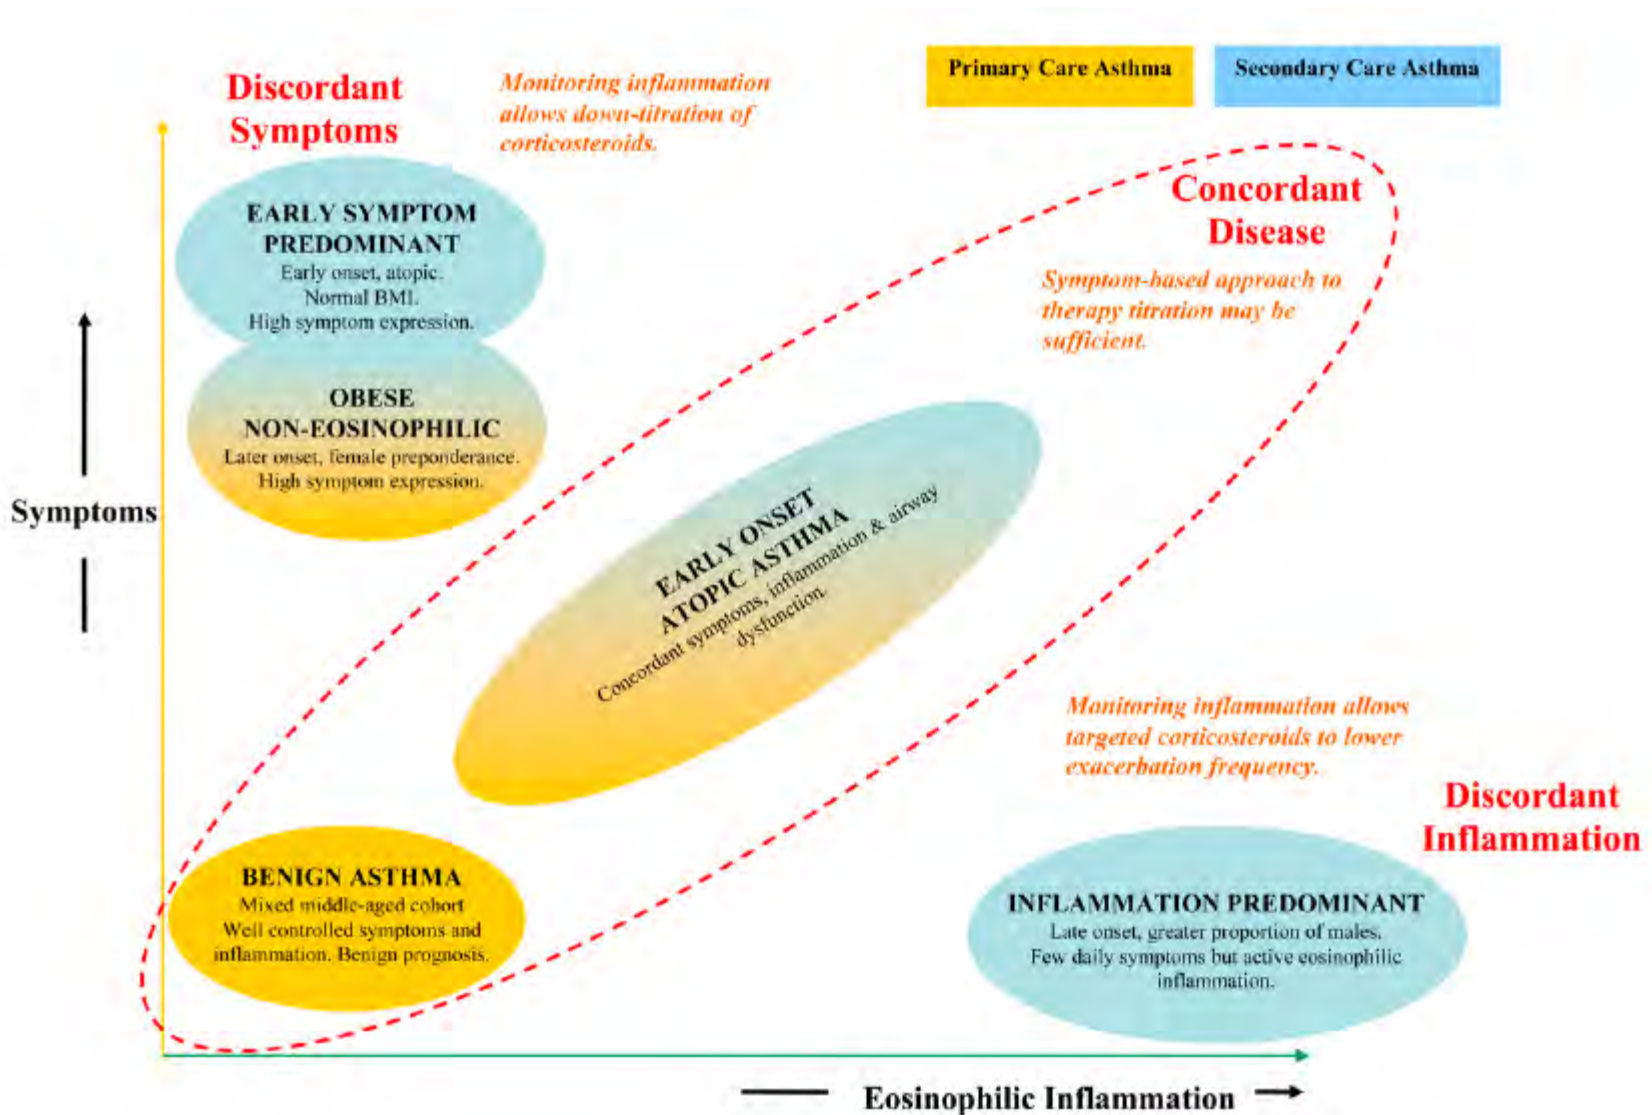 Primary Care Asthma
Secondary Care Asthma
Discordant
Symptoms
Monitoring inflammation
allows down-titration of
corticosteroids.
EARLY SYMPTOM
PREDOMINANT
Early onset, atopic.
Normal BMI.
High symptom expression.
Concordant
Disease
Symptom-based approach to
therapy titration may be
sufficient.
OBESE
NON-EOSINOPHILIC
Later onset, female preponderance.
High symptom expression.
Symptoms
EARLY ONSET
ATOPIC ASTHMA
Concordant symptoms, inflammation & airway
dysfunction.
Monitoring inflammation allows
targeted corticosteroids to lower
exacerbation frequency.
Discordant
Inflammation
BENIGN ASTHMA
Mixed middle-aged cohort
Well controlled symptoms and
inflammation. Benign prognosis.
INFLAMMATION PREDOMINANT
Late onset, greater proportion of males.
Few daily symptoms but active eosinophilic
inflammation.
Eosinophilic Inflammation